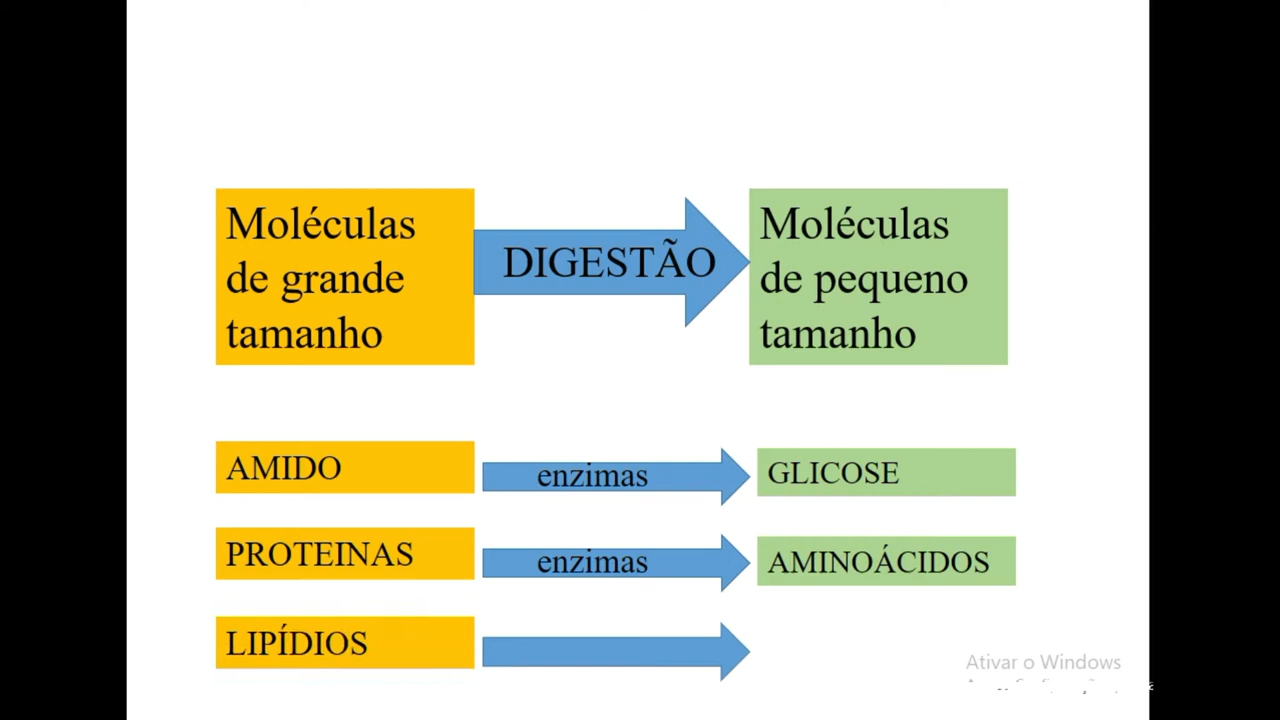 Moléculas
de grande
tamanho
DIGESTÃO
Moléculas
de pequeno
tamanho
AMIDO
enzimas
GLICOSE
PROTEINAS
enzimas
AMINOÁCIDOS
LIPÍDIOS
Ativar o Windows